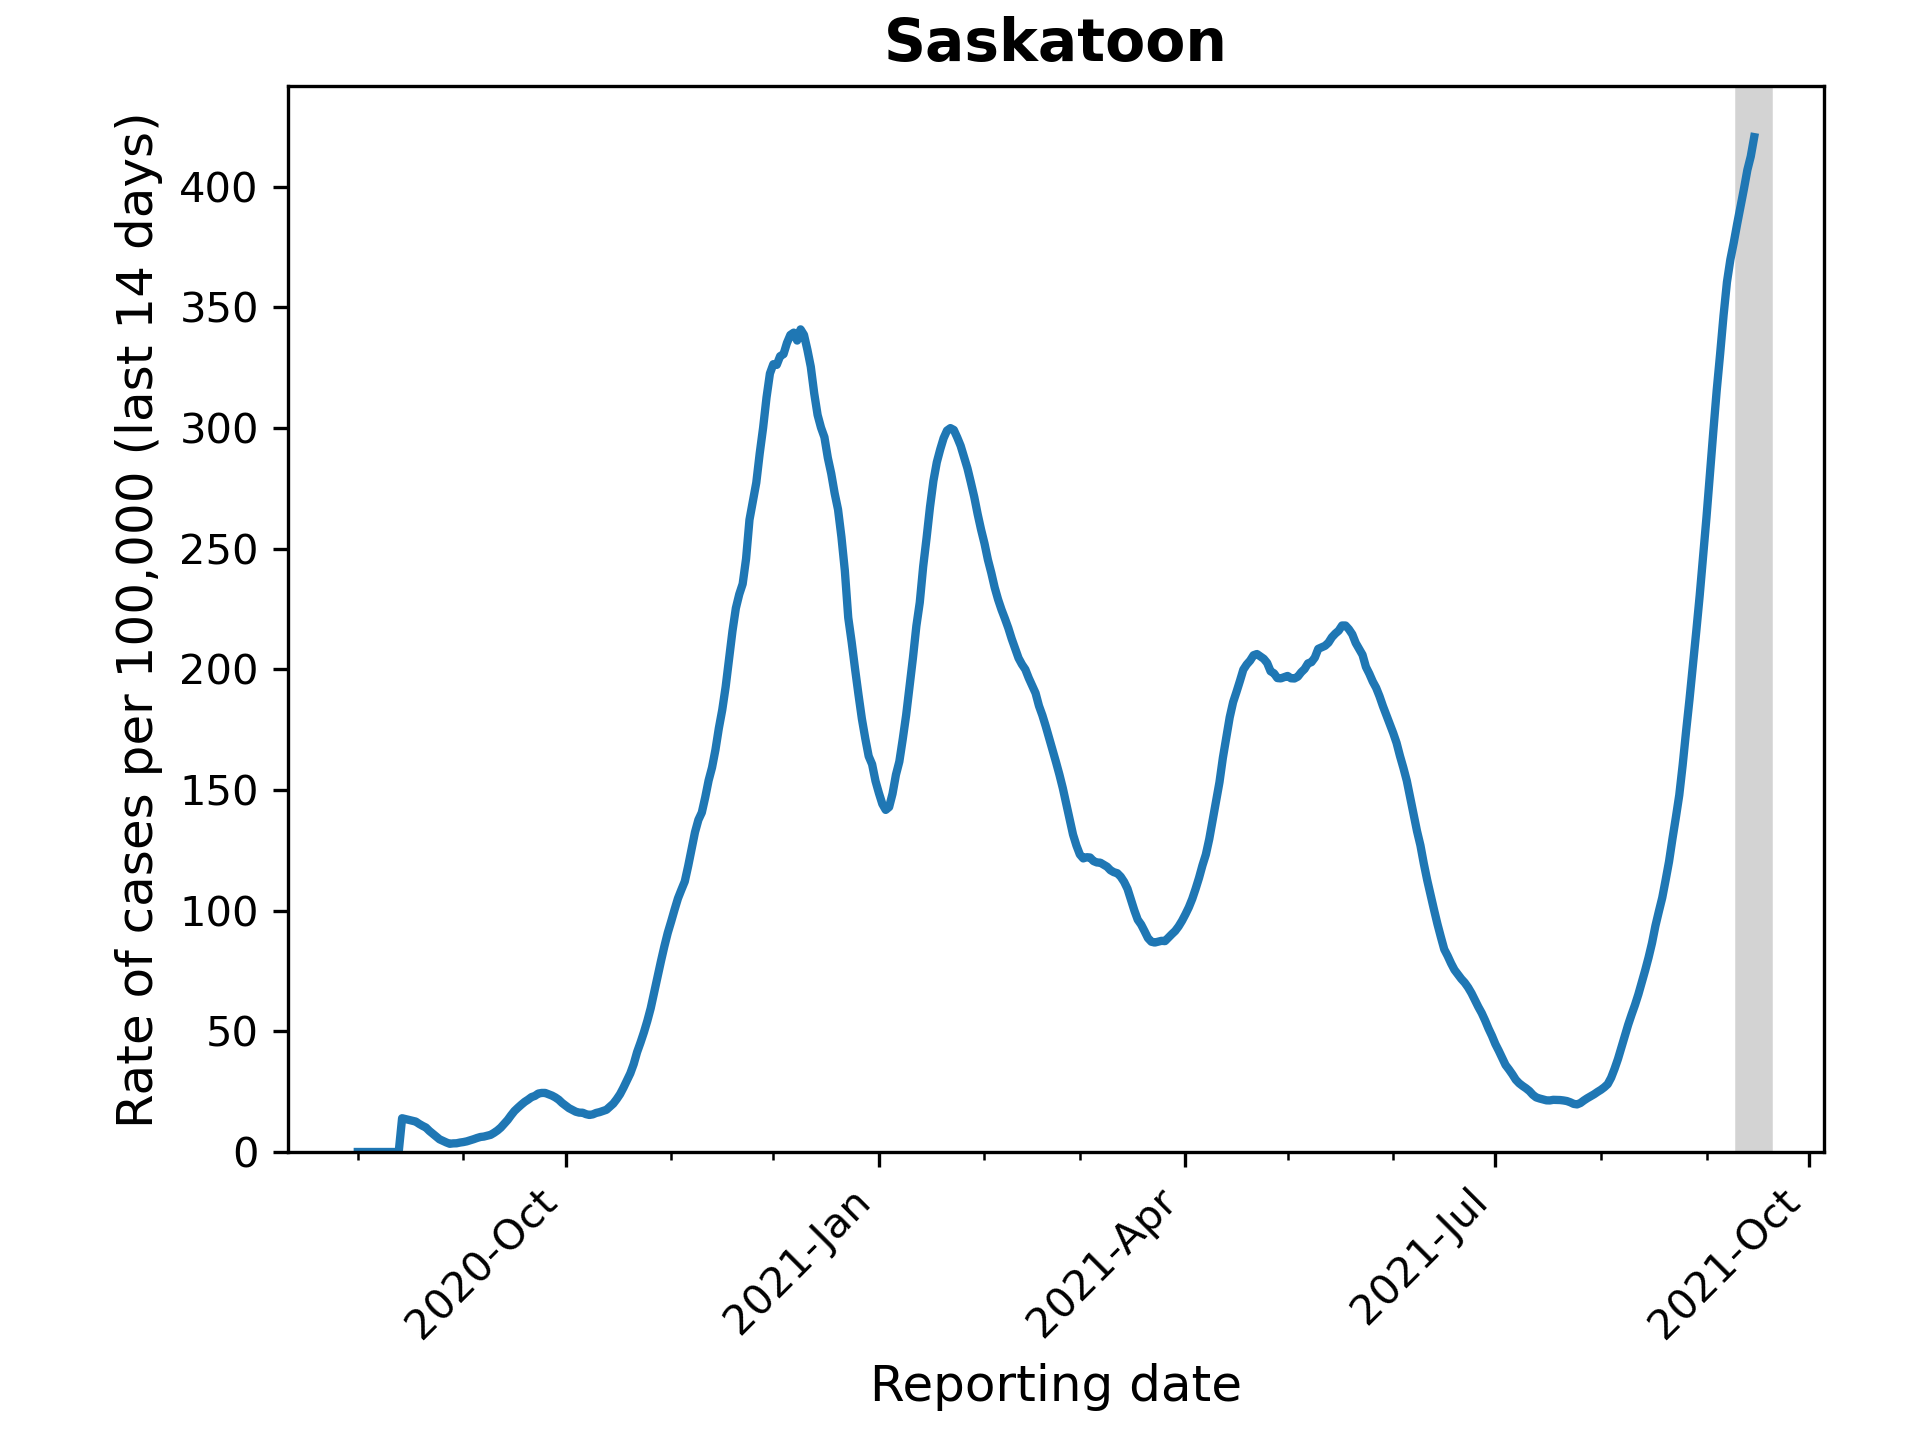 Saskatoon
Rate of cases per 100,000 (last 14 days)
400
350
300
250
200
150
100
50
0
2020-Oct
2021-Jan
2021-Apr
2021-Jul
2021-Oct
Reporting date